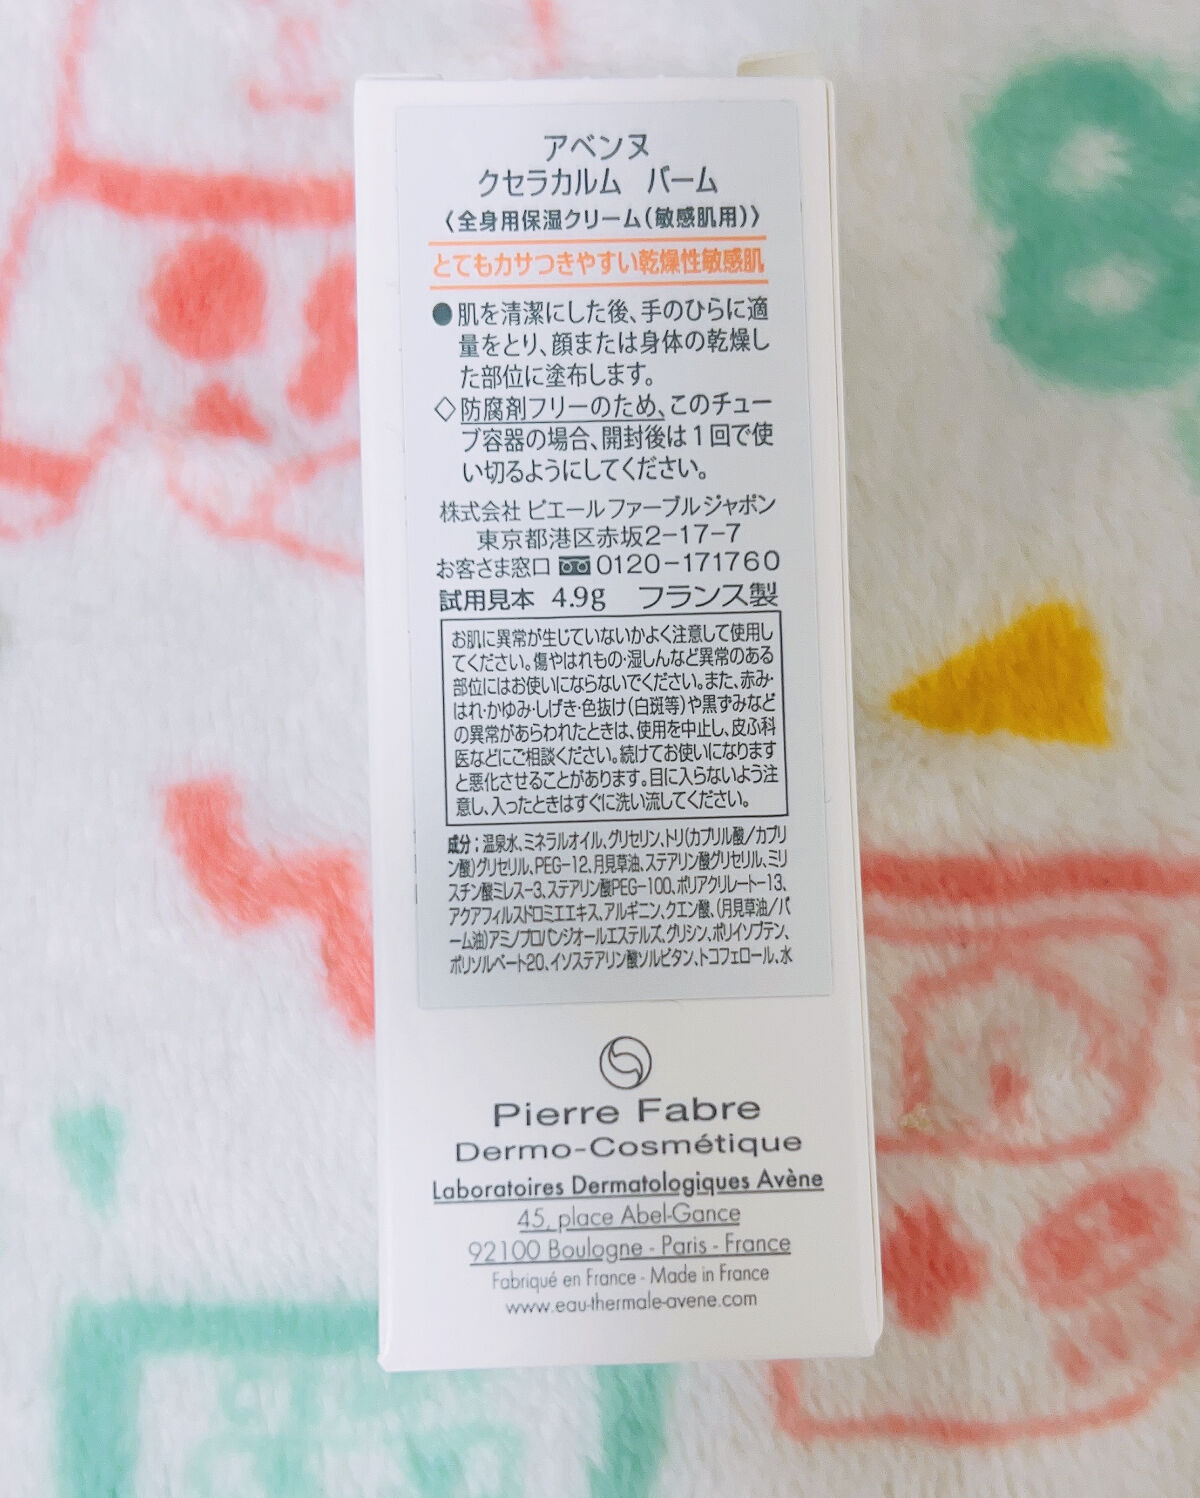 アベンヌ
クセラカルム バーム
〈全身用保湿クリーム(敏感肌用)〉
とてもカサつきやすい乾燥性敏感肌
●肌を清潔にした後、手のひらに適
量をとり、顔または身体の乾燥し
た部位に塗布します。
◇防腐剤フリーのため、このチュー
ブ容器の場合、開封後は1回で使
い切るようにしてください。
株式会社 ピエール ファーブル ジャポン
東京都港区赤坂2-17-7
お客さま窓口 0120-171760
試用見本 4.9g フランス製
お肌に異常が生じていないかよく注意して使用し
てください。傷やはれもの・湿しんなど異常のある
部位にはお使いにならないでください。また、赤み・
はれ・かゆみ・しげき・色抜け(白斑等)や黒ずみなど
の異常があらわれたときは、使用を中止し、皮ふ科
医などにご相談ください。続けてお使いになります
と悪化させることがあります。目に入らないよう注
意し、入ったときはすぐに洗い流してください。
成分:温泉水、ミネラルオイル、グリセリン、トリ(カプリル酸/カプリ
ン酸)グリセリル、PEG-12、月見草油、ステアリン酸グリセリル、ミリ
スチン酸ミレス-3、ステアリン酸PEG-100、ポリアクリレート-13、
アクアフィルスドロミエエキス、アルギニン、クエン酸、(月見草油/パ
ーム油)アミノプロパンジオールエステルズ、グリシン、ポリイソブテン、
ポリソルベート20、イソステアリン酸ソルビタン、トコフェロール、水
Pierre Fabre
Dermo-Cosmétique
Laboratoires Dermatologiques Avène
45, place Abel-Gance
92100 Boulogne - Paris - France
Fabriqué en France - Made in France
www.eau-thermale-avene.com